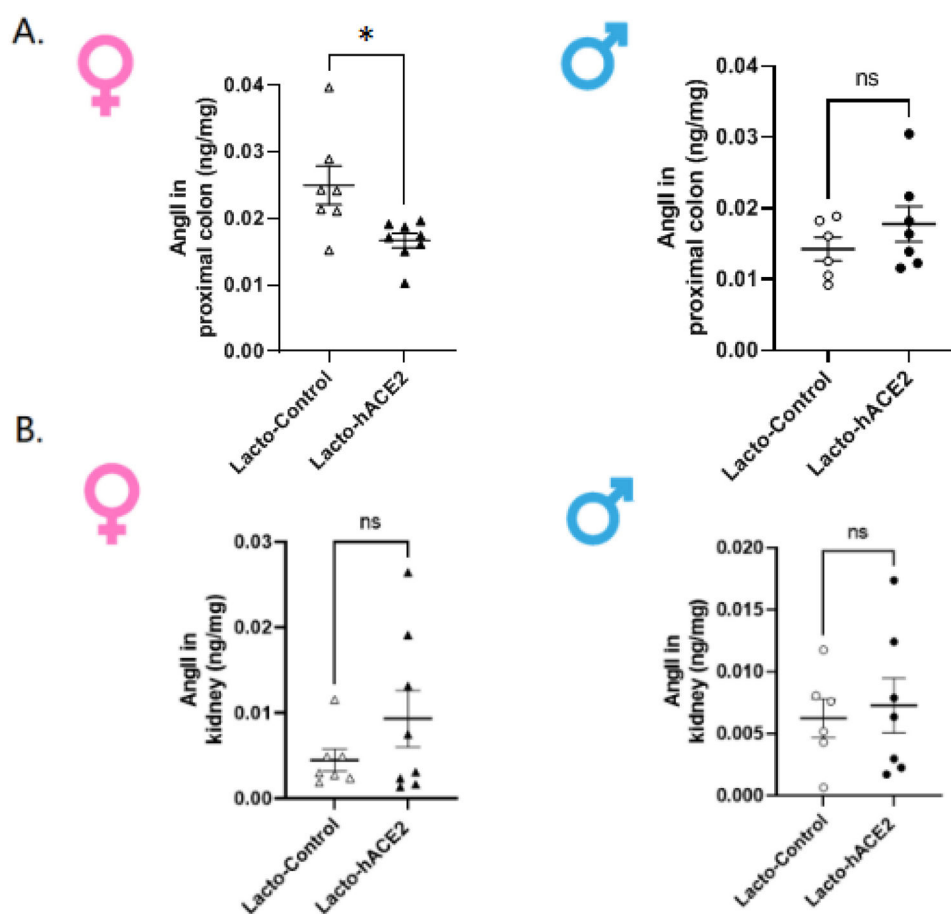 A.
*
0.04
0.03
0.02
0.01
0.00
AngII in
proximal colon (ng/mg)
Lacto-Control
Lacto-hACE2
ns
0.04
0.03
0.02
0.01
0.00
AngII in
proximal colon (ng/mg)
Lacto-Control
Lacto-hACE2
B.
ns
0.03
0.02
0.01
0.00
AngII in
kidney (ng/mg)
Lacto-Control
Lacto-hACE2
ns
0.020
0.015
0.010
0.005
0.000
AngII in
kidney (ng/mg)
Lacto-Control
Lacto-hACE2